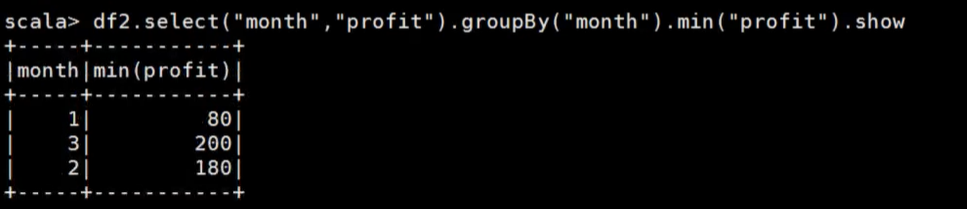 scala> df2.select("month","profit").groupBy("month").min("profit").show
+-----+-----------+
|month|min(profit)|
+-----+-----------+
|    1|         80|
|    3|        200|
|    2|        180|
+-----+-----------+